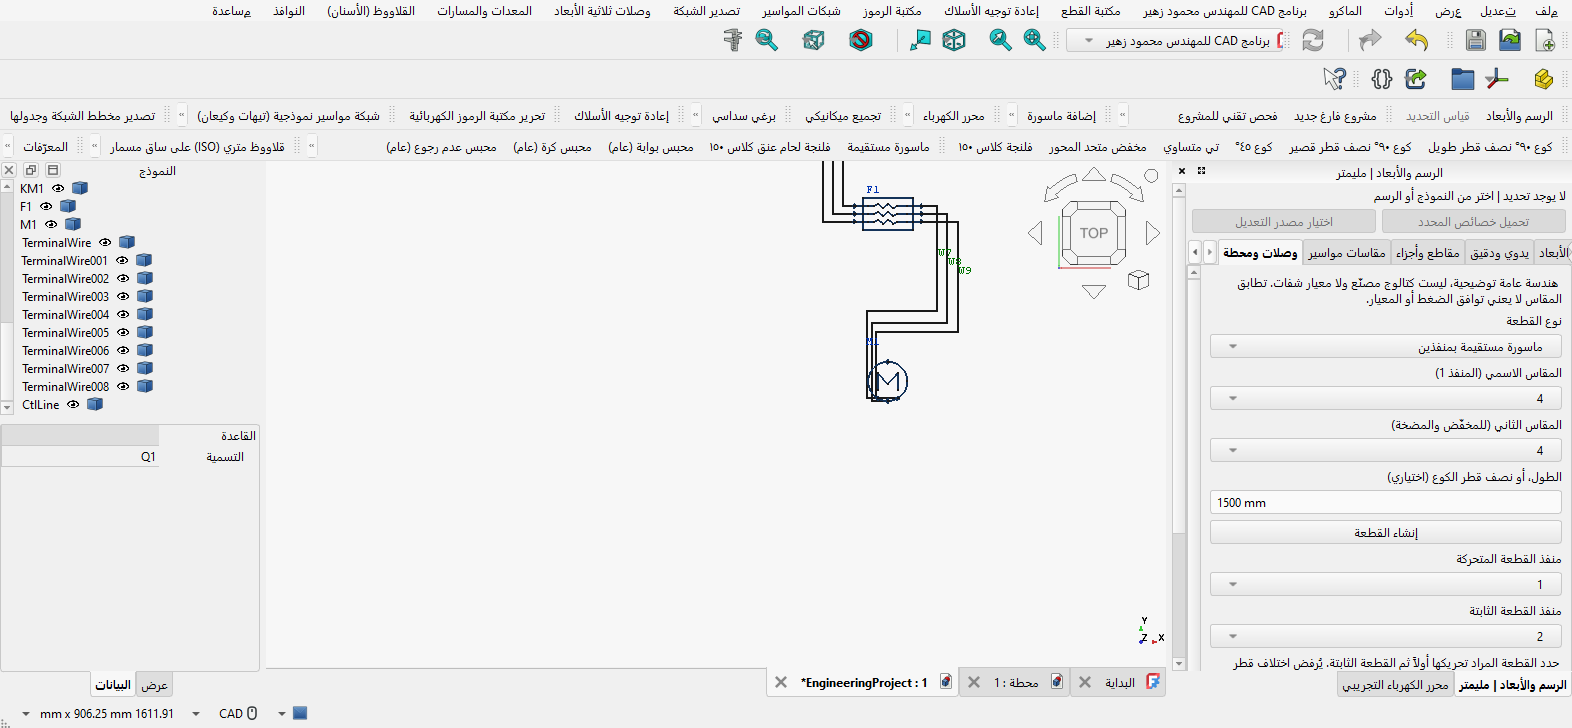 ملف تعديل عرض أدوات الماكرو برنامج CAD للمهندس محمود زهير مكتبة القطع إعادة توجيه الأسلاك مكتبة الرموز شبكات المواسير تصدير الشبكة وصلات ثلاثية الأبعاد المعدات والمسارات القلاووظ (الأسنان) النوافذ مساعدة
برنامج CAD للمهندس محمود زهير
الرسم والأبعاد قياس التحديد مشروع فارغ جديد فحص تقني للمشروع إضافة ماسورة محرر الكهرباء تجميع ميكانيكي برغي سداسي إعادة توجيه الأسلاك تحرير مكتبة الرموز الكهربائية شبكة مواسير نموذجية (تيهات وكيعان) تصدير مخطط الشبكة وجدولها
كوع ٩٠° نصف قطر طويل كوع ٩٠° نصف قطر قصير كوع ٤٥° تي متساوي مخفض متحد المحور فلنجة كلاس ١٥٠ ماسورة مستقيمة فلنجة لحام عنق كلاس ١٥٠ محبس بوابة (عام) محبس كرة (عام) محبس عدم رجوع (عام) قلاووظ متري (ISO) على ساق مسمار المعرّفات
الرسم والأبعاد | مليمتر
لا يوجد تحديد | اختر من النموذج أو الرسم
تحميل خصائص المحدد اختيار مصدر التعديل
الأبعاد يدوي ودقيق مقاطع وأجزاء مقاسات مواسير وصلات ومحطة
هندسة عامة توضيحية، ليست كتالوج مصنّع ولا معيار شفات. تطابق
المقاس لا يعني توافق الضغط أو المعيار.
نوع القطعة
ماسورة مستقيمة بمنفذين
المقاس الاسمي (المنفذ 1)
4
المقاس الثاني (للمخفّض والمضخة)
4
الطول، أو نصف قطر الكوع (اختياري)
1500 mm
إنشاء القطعة
منفذ القطعة المتحركة
1
منفذ القطعة الثابتة
2
حدد القطعة المراد تحريكها أولاً ثم القطعة الثابتة. يُرفض اختلاف قطر
الرسم والأبعاد | مليمتر محرر الكهرباء التجريبي
F1
W7
W8
W9
M1
M
TOP
Y
Z X
البداية
محطة : 1
EngineeringProject : 1*
النموذج
KM1
F1
M1
TerminalWire
TerminalWire001
TerminalWire002
TerminalWire003
TerminalWire004
TerminalWire005
TerminalWire006
TerminalWire007
TerminalWire008
CtlLine
القاعدة
التسمية Q1
عرض البيانات
mm x 906.25 mm 1611.91 CAD